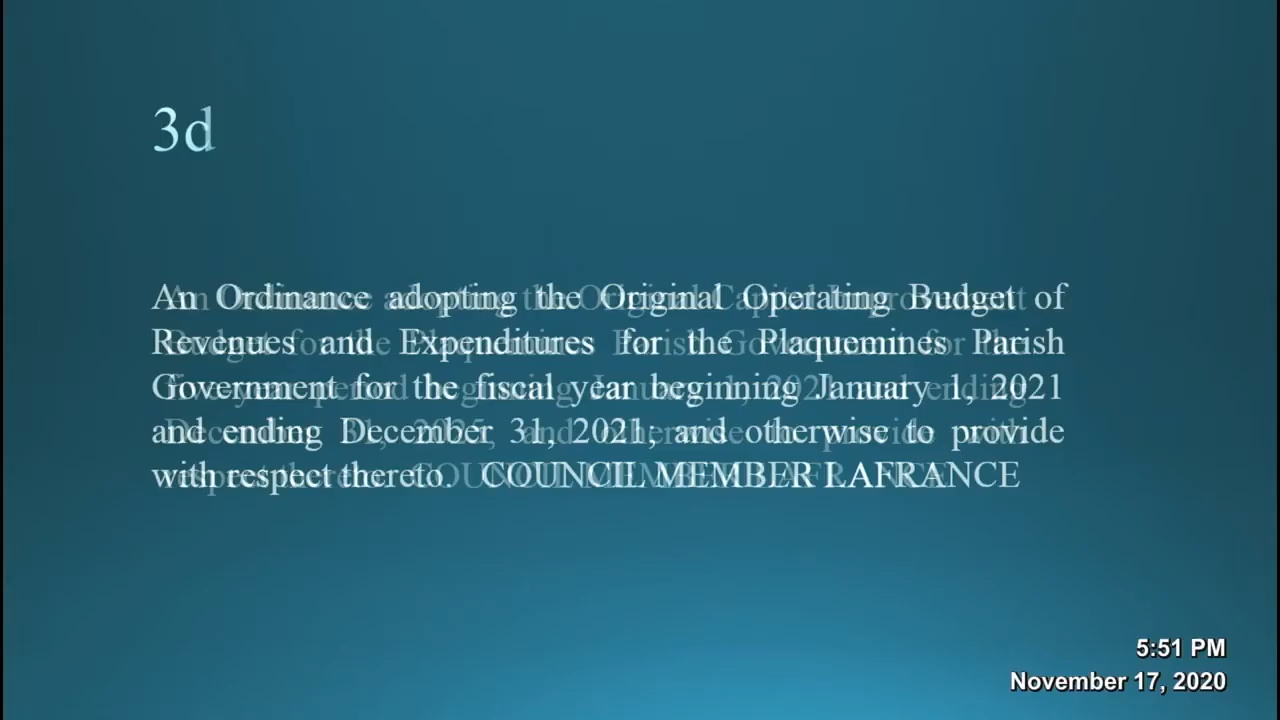 3d
An Ordinance adopting the Original Operating Budget of
Revenues and Expenditures for the Plaquemines Parish
Government for the fiscal year beginning January 1, 2021
and ending December 31, 2021; and otherwise to provide
with respect thereto. COUNCIL MEMBER LAFRANCE
5:51 PM
November 17, 2020